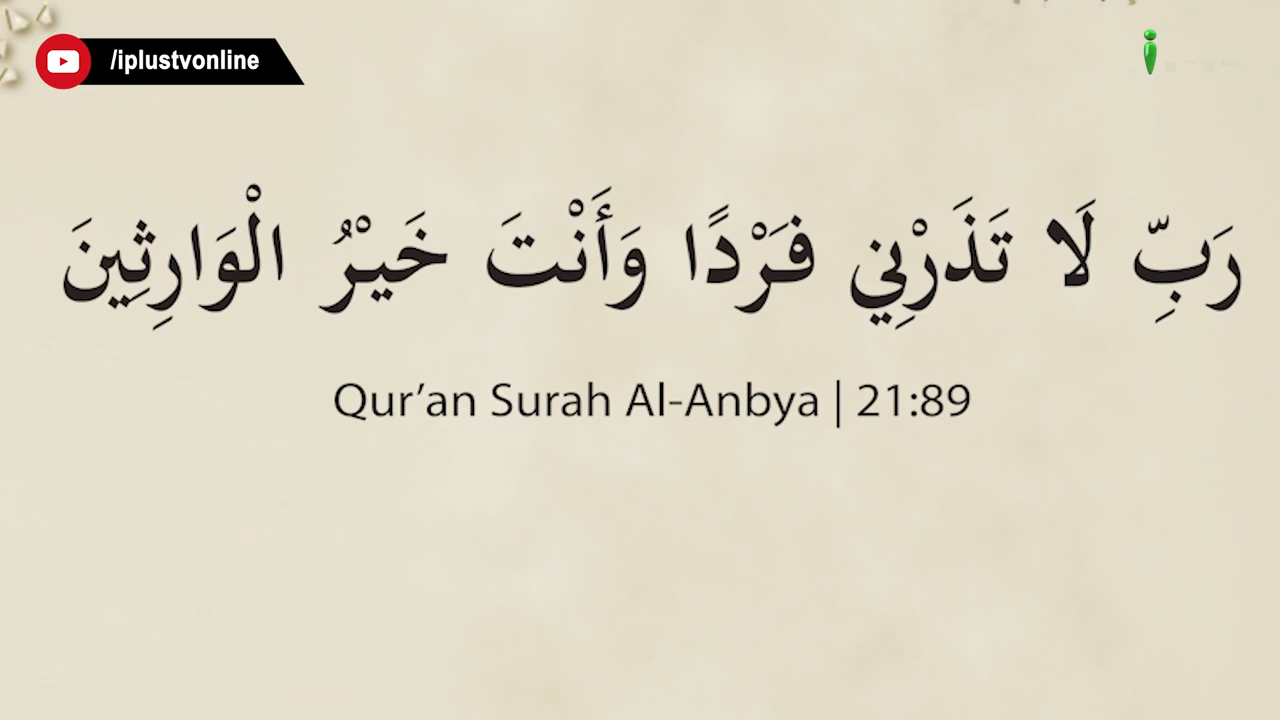 /iplustvonline
رَبِّ لَا تَذَرْنِي فَرْدًا وَأَنْتَ خَيْرُ الْوَارِثِينَ
Qur’an Surah Al-Anbya | 21:89